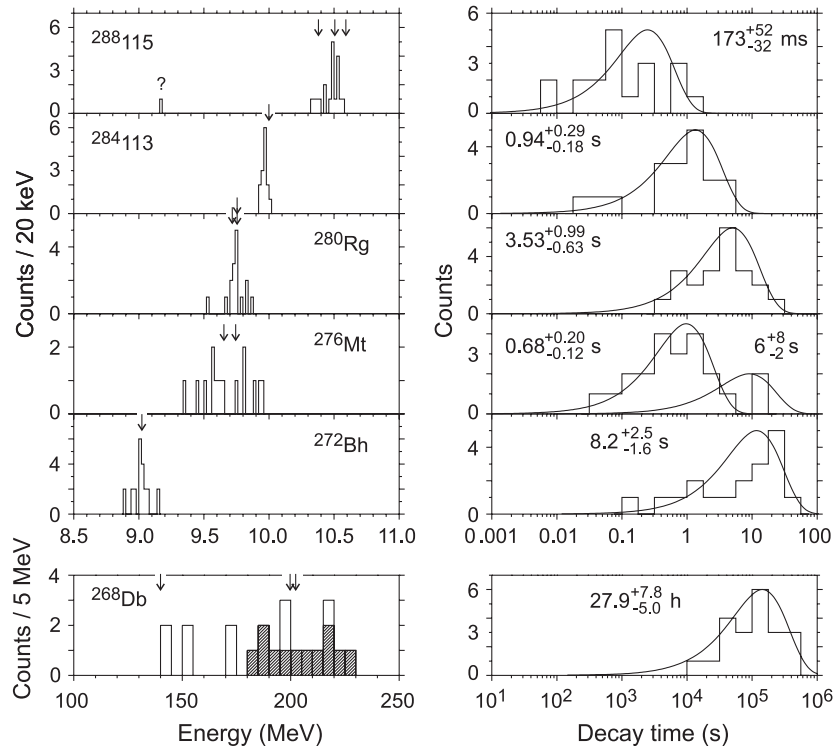 6
4
2
0
²⁸⁸115
?
Counts / 20 keV
6
3
0
²⁸⁴113
4
2
0
²⁸⁰Rg
2
0
²⁷⁶Mt
6
4
2
0
²⁷²Bh
8.5 9.0 9.5 10.0 10.5 11.0
Counts / 5 MeV
4
2
0
²⁶⁸Db
100 150 200 250
Energy (MeV)
Counts
6
3
0
173 +52 -32 ms
4
0
0.94 +0.29 -0.18 s
4
0
3.53 +0.99 -0.63 s
4
2
0
0.68 +0.20 -0.12 s
6 +8 -2 s
4
2
0
8.2 +2.5 -1.6 s
0.001 0.01 0.1 1 10 100
6
3
0
27.9 +7.8 -5.0 h
10¹ 10² 10³ 10⁴ 10⁵ 10⁶
Decay time (s)